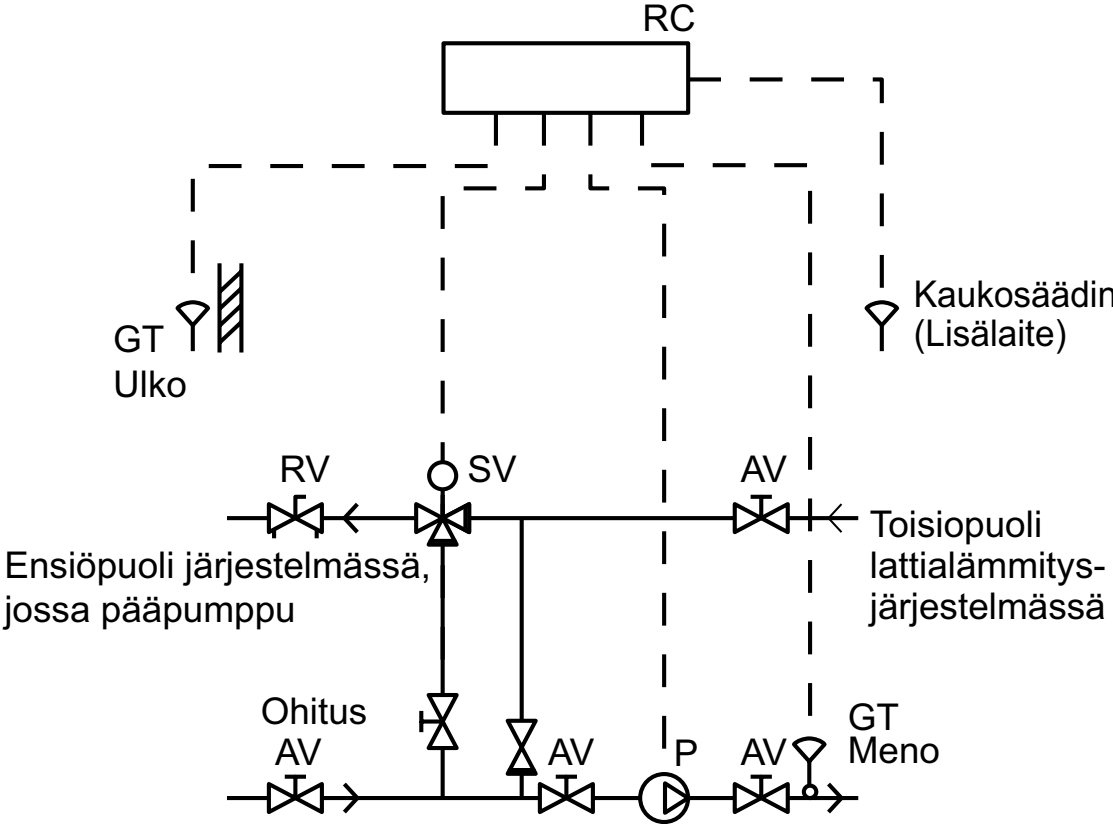 RC
Kaukosäädin
(Lisälaite)
GT
Ulko
RV
SV
AV
Ensiöpuoli järjestelmässä,
jossa pääpumppu
Toisiopuoli
lattialämmitys-
järjestelmässä
Ohitus
AV
AV
P
AV
GT
Meno